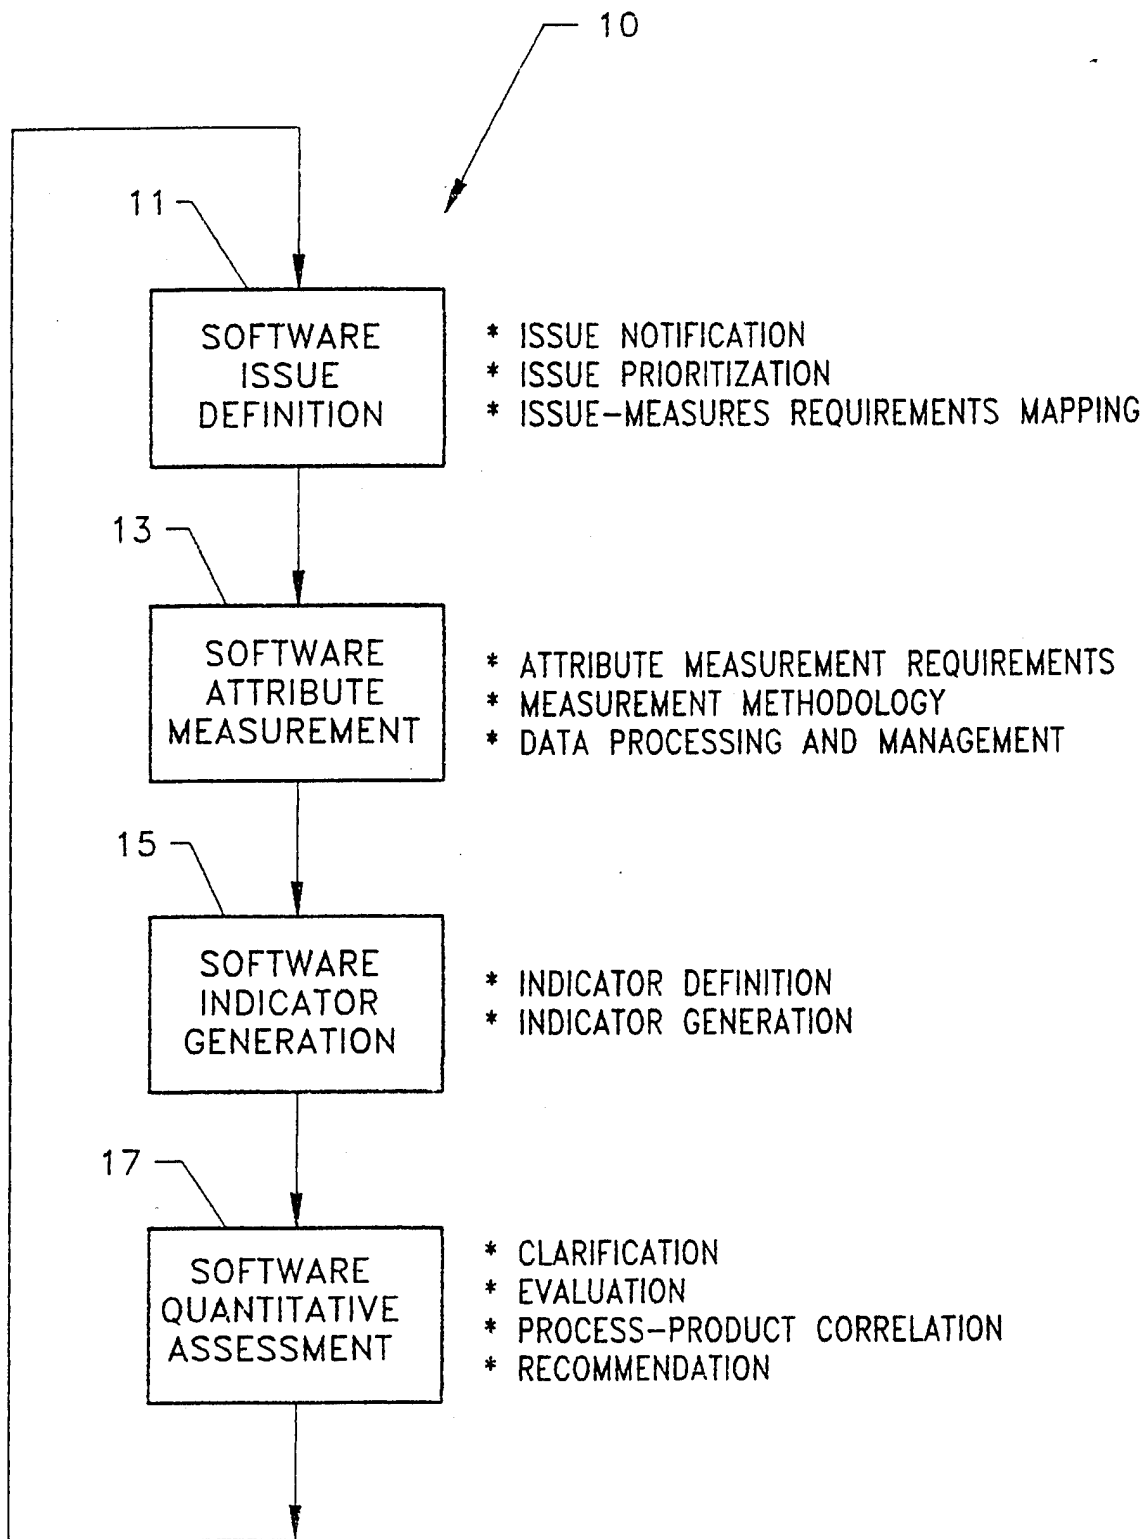 10
11
SOFTWARE
ISSUE
DEFINITION
* ISSUE NOTIFICATION
* ISSUE PRIORITIZATION
* ISSUE-MEASURES REQUIREMENTS MAPPING
13
SOFTWARE
ATTRIBUTE
MEASUREMENT
* ATTRIBUTE MEASUREMENT REQUIREMENTS
* MEASUREMENT METHODOLOGY
* DATA PROCESSING AND MANAGEMENT
15
SOFTWARE
INDICATOR
GENERATION
* INDICATOR DEFINITION
* INDICATOR GENERATION
17
SOFTWARE
QUANTITATIVE
ASSESSMENT
* CLARIFICATION
* EVALUATION
* PROCESS-PRODUCT CORRELATION
* RECOMMENDATION